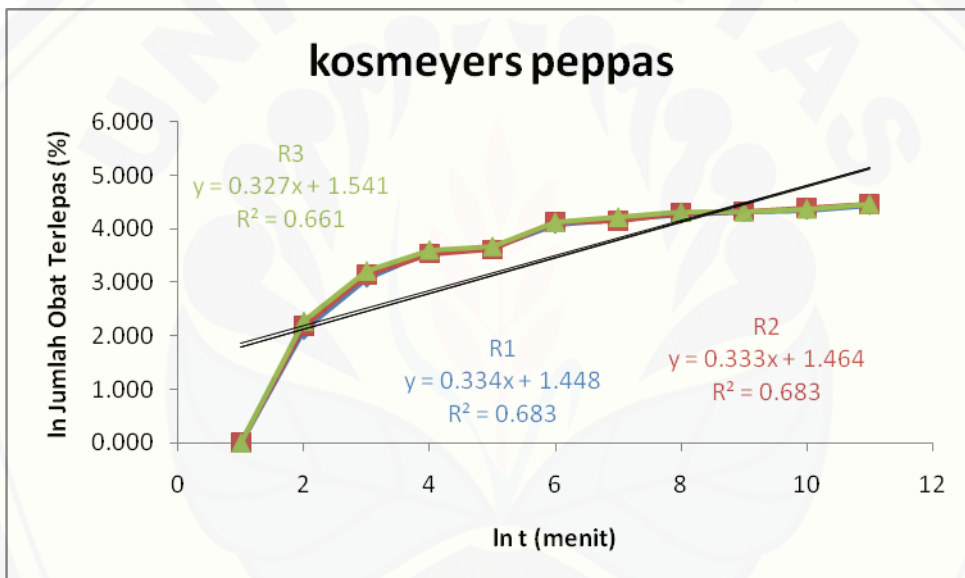 kosmeyers peppas
ln Jumlah Obat Terlepas (%)
6.000
5.000
4.000
3.000
2.000
1.000
0.000
R3
y = 0.327x + 1.541
R² = 0.661
R1
y = 0.334x + 1.448
R² = 0.683
R2
y = 0.333x + 1.464
R² = 0.683
0 2 4 6 8 10 12
ln t (menit)